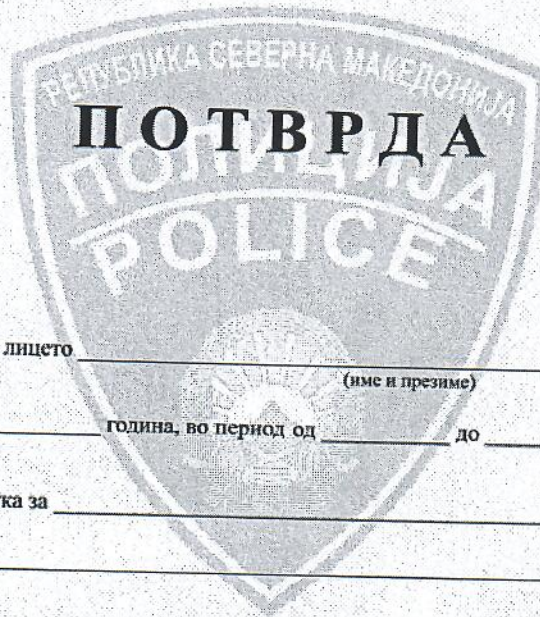 РЕПУБЛИКА СЕВЕРНА МАКЕДОНИЈА
ПОТВРДА
ПОЛИЦИЈА
POLICE
лицето
(име и презиме)
година, во период од до
ка за